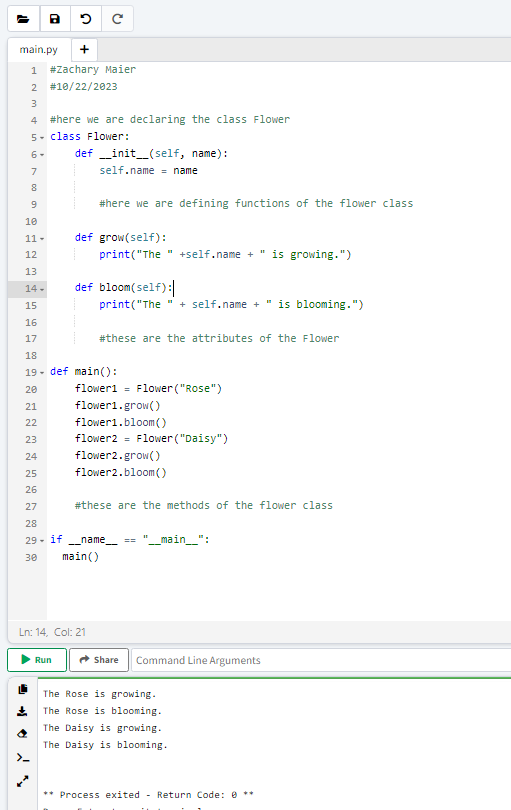 main.py +
1 #Zachary Maier
2 #10/22/2023
3
4 #here we are declaring the class Flower
5 class Flower:
6     def __init__(self, name):
7         self.name = name
8
9         #here we are defining functions of the flower class
10
11     def grow(self):
12         print("The " +self.name + " is growing.")
13
14     def bloom(self):
15         print("The " + self.name + " is blooming.")
16
17         #these are the attributes of the Flower
18
19 def main():
20     flower1 = Flower("Rose")
21     flower1.grow()
22     flower1.bloom()
23     flower2 = Flower("Daisy")
24     flower2.grow()
25     flower2.bloom()
26
27     #these are the methods of the flower class
28
29 if __name__ == "__main__":
30   main()
Ln: 14, Col: 21
Run Share Command Line Arguments
The Rose is growing.
The Rose is blooming.
The Daisy is growing.
The Daisy is blooming.
** Process exited - Return Code: 0 **